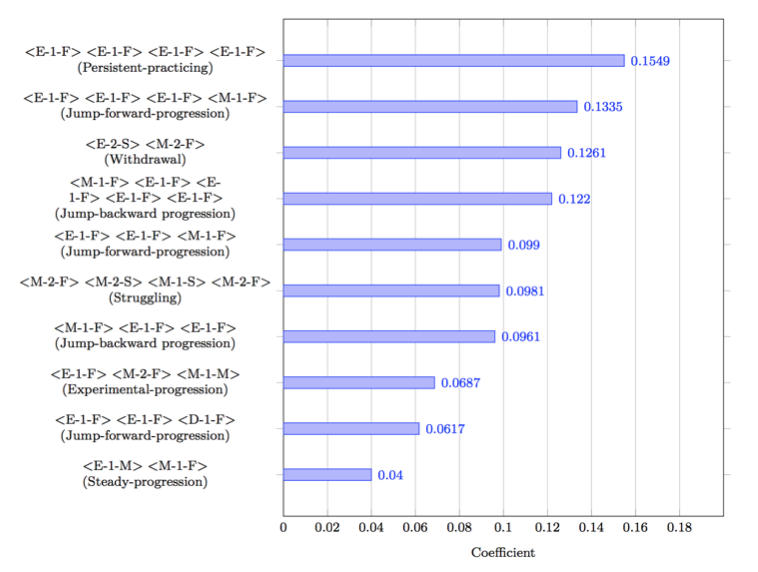 <E-1-F> <E-1-F> <E-1-F> <E-1-F>
(Persistent-practicing)
0.1549
<E-1-F> <E-1-F> <E-1-F> <M-1-F>
(Jump-forward-progression)
0.1335
<E-2-S> <M-2-F>
(Withdrawal)
0.1261
<M-1-F> <E-1-F> <E-
1-F> <E-1-F> <E-1-F>
(Jump-backward progression)
0.122
<E-1-F> <E-1-F> <M-1-F>
(Jump-forward-progression)
0.099
<M-2-F> <M-2-S> <M-1-S> <M-2-F>
(Struggling)
0.0981
<M-1-F> <E-1-F> <E-1-F>
(Jump-backward progression)
0.0961
<E-1-F> <M-2-F> <M-1-M>
(Experimental-progression)
0.0687
<E-1-F> <E-1-F> <D-1-F>
(Jump-forward-progression)
0.0617
<E-1-M> <M-1-F>
(Steady-progression)
0.04
0 0.02 0.04 0.06 0.08 0.1 0.12 0.14 0.16 0.18
Coefficient